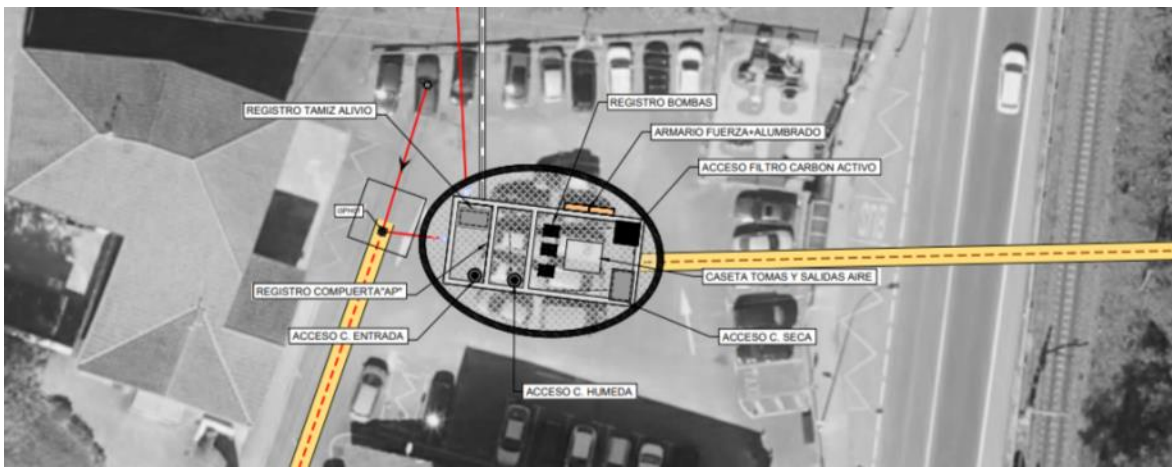 REGISTRO TAMIZ ALIVIO
REGISTRO BOMBAS
ARMARIO FUERZA+ALUMBRADO
ACCESO FILTRO CARBON ACTIVO
REGISTRO COMPUERTA"AP"
CASETA TOMAS Y SALIDAS AIRE
ACCESO C. ENTRADA
ACCESO C. SECA
ACCESO C. HUMEDA